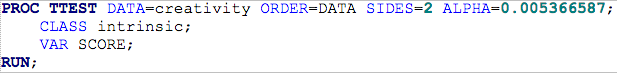 PROC TTEST DATA=creativity ORDER=DATA SIDES=2 ALPHA=0.005366587;
CLASS intrinsic;
VAR SCORE;
RUN;